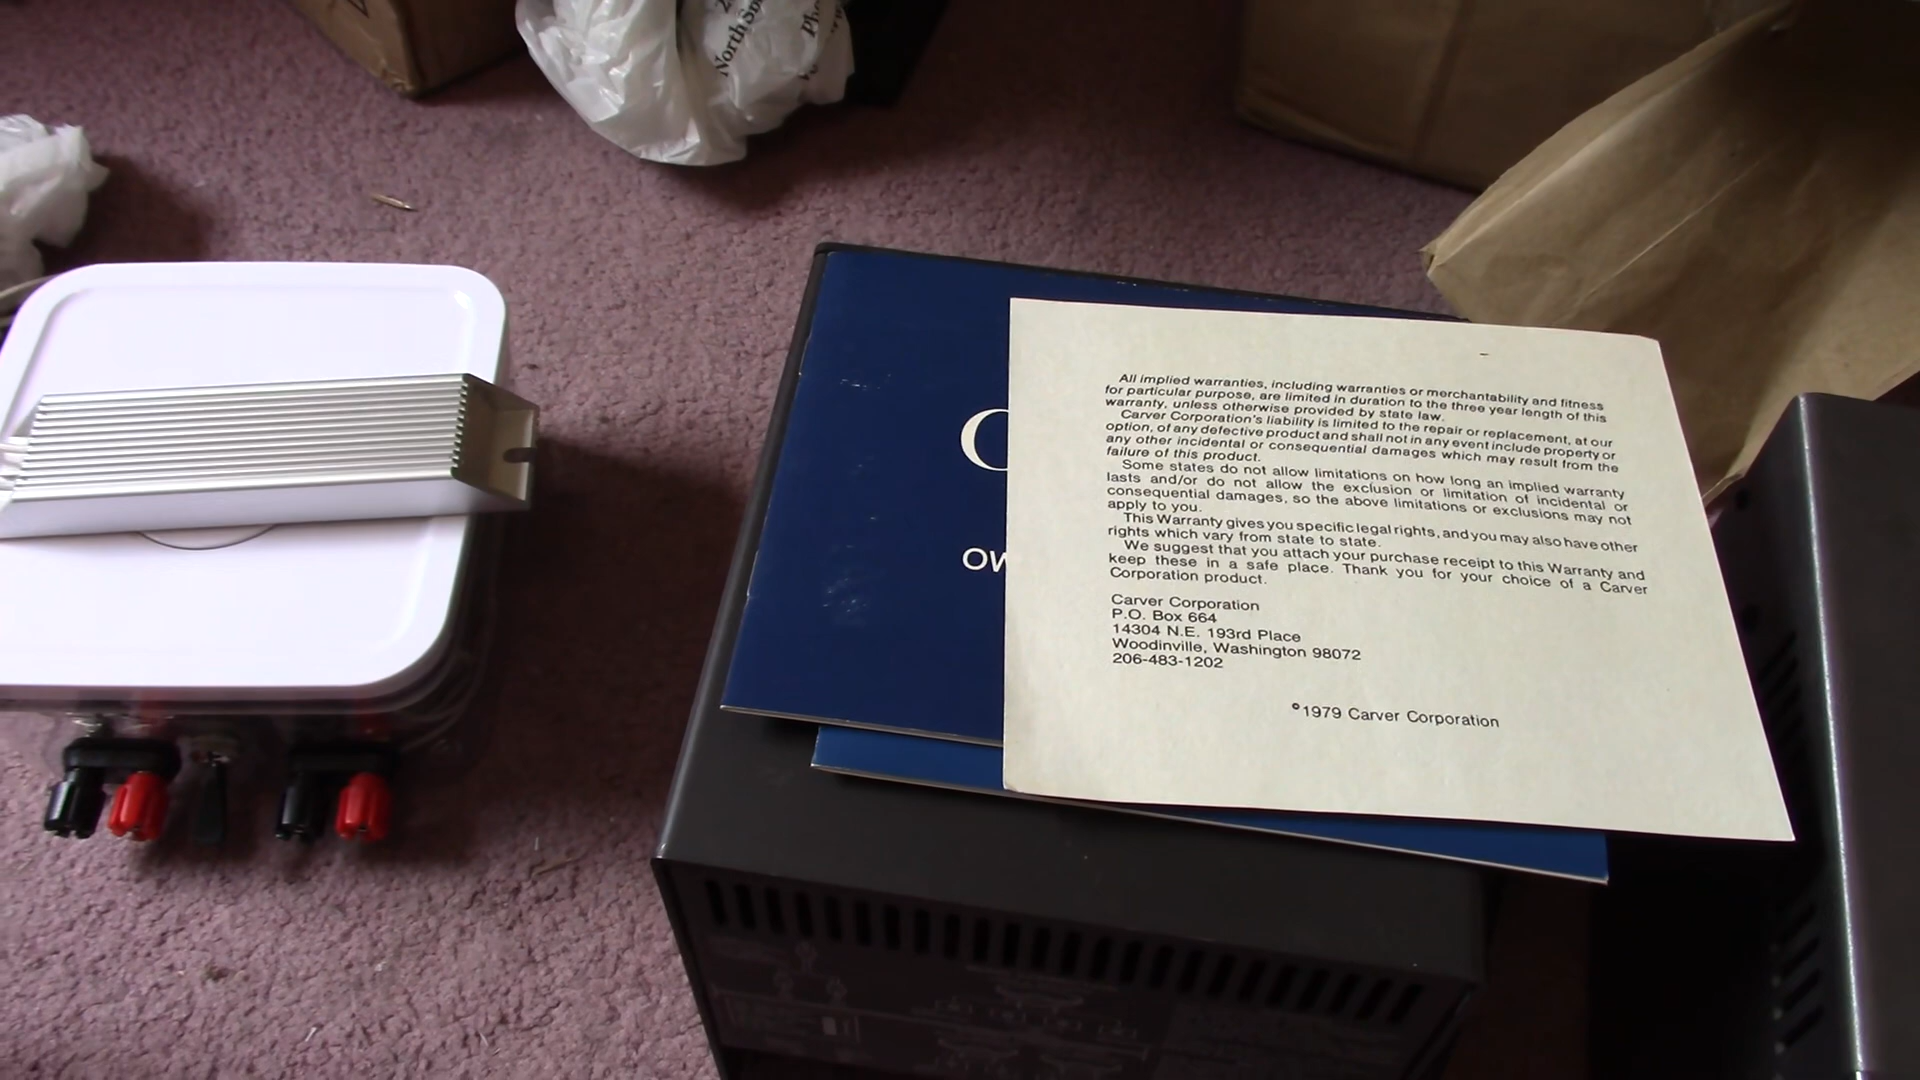 North
All implied warranties, including warranties or merchantability and fitness
for particular purpose, are limited in duration to the three year length of this
warranty, unless otherwise provided by state law.
Carver Corporation's liability is limited to the repair or replacement, at our
option, of any defective product and shall not in any event include property or
any other incidental or consequential damages which may result from the
failure of this product.
Some states do not allow limitations on how long an implied warranty
lasts and/or do not allow the exclusion or limitation of incidental or
consequential damages, so the above limitations or exclusions may not
apply to you.
This Warranty gives you specific legal rights, and you may also have other
rights which vary from state to state.
We suggest that you attach your purchase receipt to this Warranty and
keep these in a safe place. Thank you for your choice of a Carver
Corporation product.
Carver Corporation
P.O. Box 664
14304 N.E. 193rd Place
Woodinville, Washington 98072
206-483-1202
©1979 Carver Corporation
C
OW